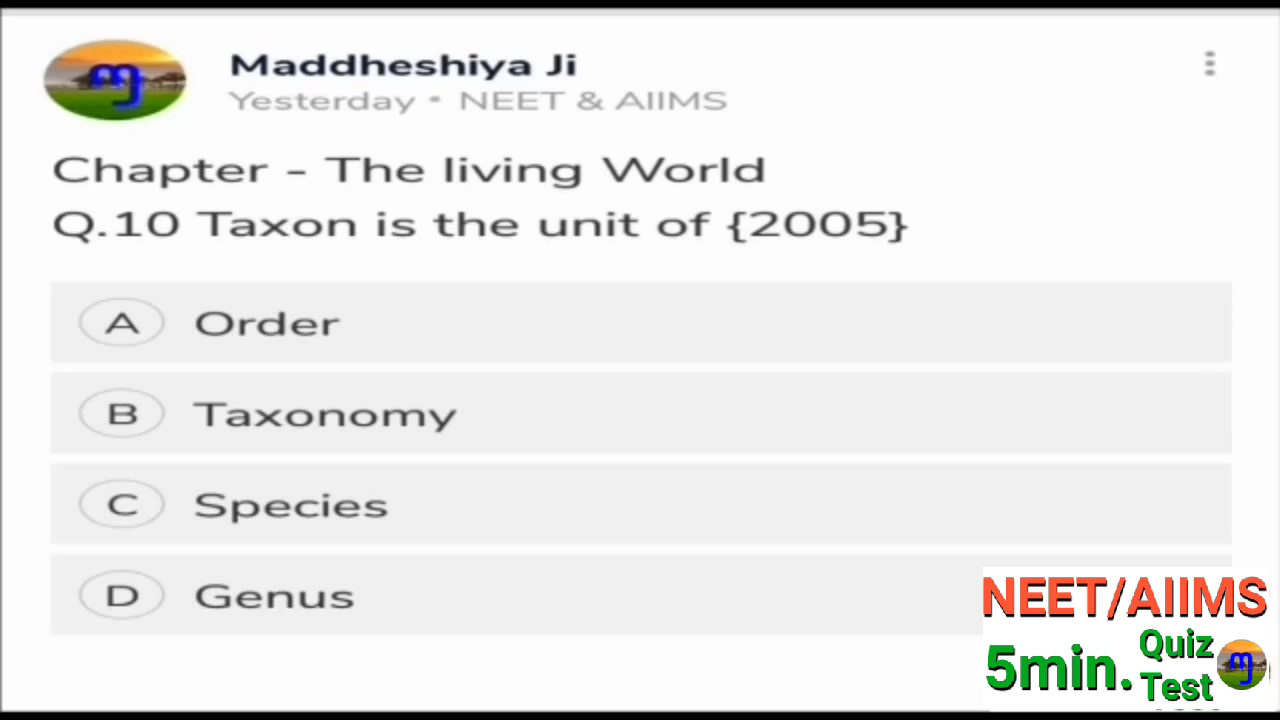 Maddheshiya Ji
Yesterday • NEET & AIIMS
Chapter - The living World
Q.10 Taxon is the unit of {2005}
A Order
B Taxonomy
C Species
D Genus
NEET/AIIMS
5min. Quiz Test